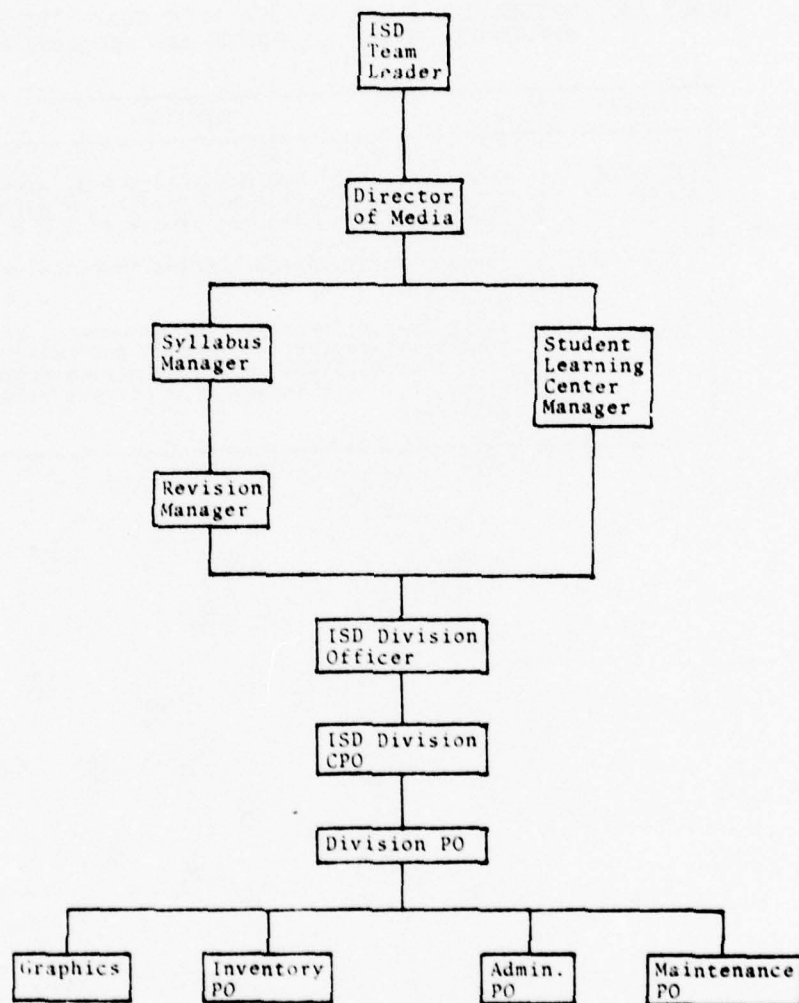 ISD
Team
Leader
Director
of Media
Syllabus
Manager
Student
Learning
Center
Manager
Revision
Manager
ISD Division
Officer
ISD Division
CPO
Division PO
Graphics
Inventory
PO
Admin.
PO
Maintenance
PO